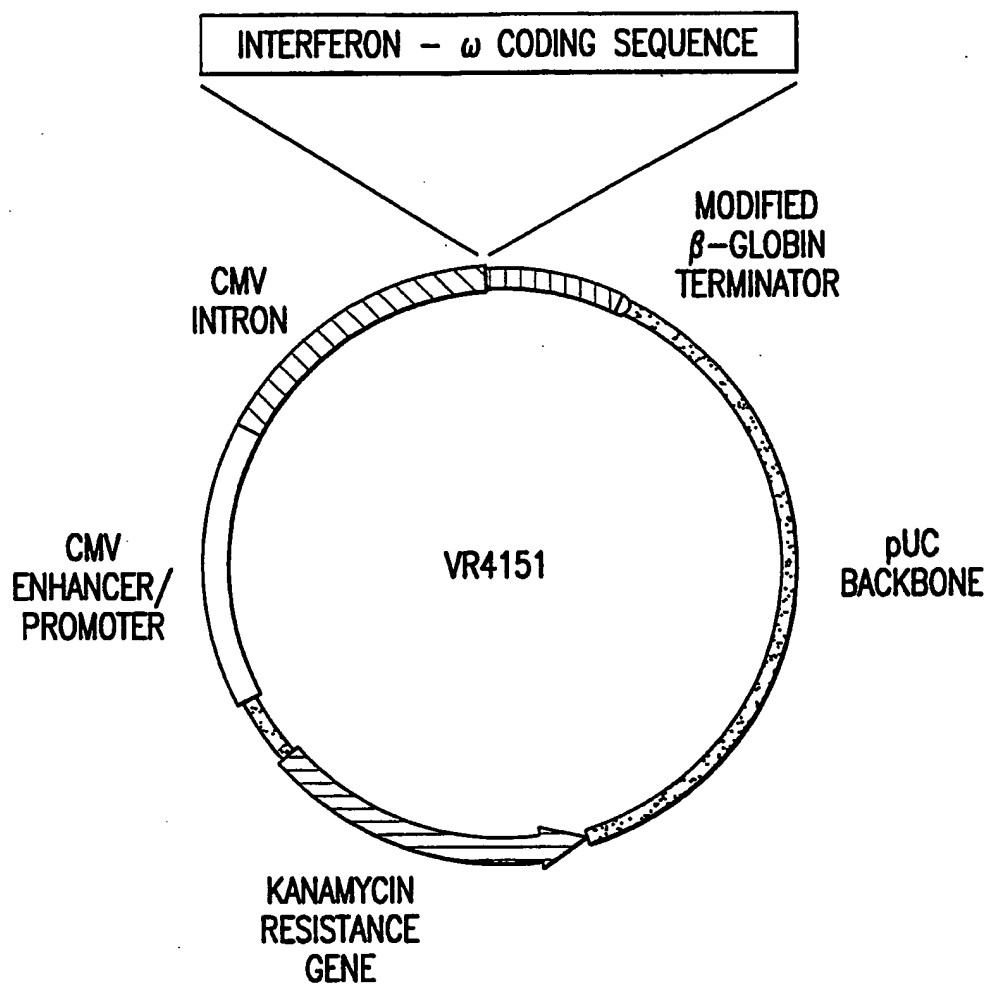 INTERFERON - ω CODING SEQUENCE
MODIFIED
β-GLOBIN
TERMINATOR
CMV
INTRON
CMV
ENHANCER/
PROMOTER
VR4151
pUC
BACKBONE
KANAMYCIN
RESISTANCE
GENE